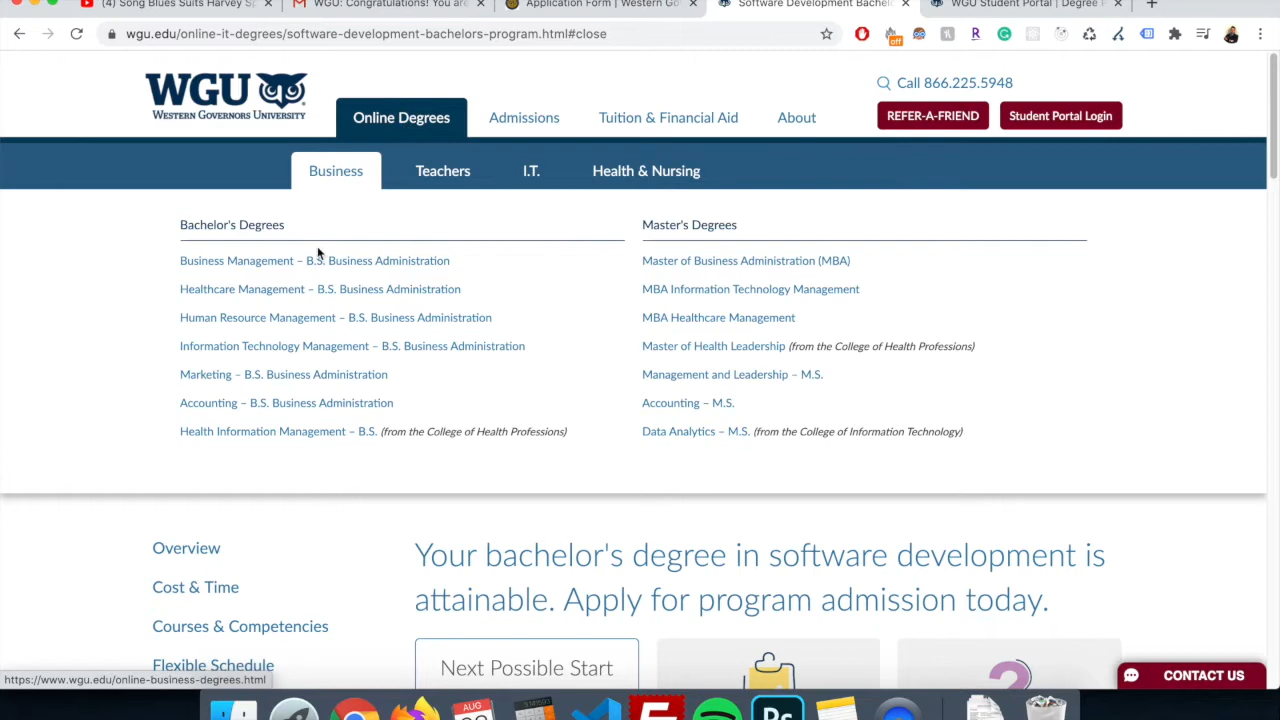 (4) Song Blues Suits Harvey Sp
WGU: Congratulations! You are
Application Form | Western Gov
Software Development Bachelo
WGU Student Portal | Degree P
wgu.edu/online-it-degrees/software-development-bachelors-program.html#close
off
WGU
WESTERN GOVERNORS UNIVERSITY
Online Degrees
Admissions
Tuition & Financial Aid
About
Call 866.225.5948
REFER-A-FRIEND
Student Portal Login
Business
Teachers
I.T.
Health & Nursing
Bachelor's Degrees
Business Management – B.S. Business Administration
Healthcare Management – B.S. Business Administration
Human Resource Management – B.S. Business Administration
Information Technology Management – B.S. Business Administration
Marketing – B.S. Business Administration
Accounting – B.S. Business Administration
Health Information Management – B.S. (from the College of Health Professions)
Master's Degrees
Master of Business Administration (MBA)
MBA Information Technology Management
MBA Healthcare Management
Master of Health Leadership (from the College of Health Professions)
Management and Leadership – M.S.
Accounting – M.S.
Data Analytics – M.S. (from the College of Information Technology)
Overview
Cost & Time
Courses & Competencies
Flexible Schedule
Your bachelor's degree in software development is
attainable. Apply for program admission today.
Next Possible Start
CONTACT US
https://www.wgu.edu/online-business-degrees.html
AUG
Ps